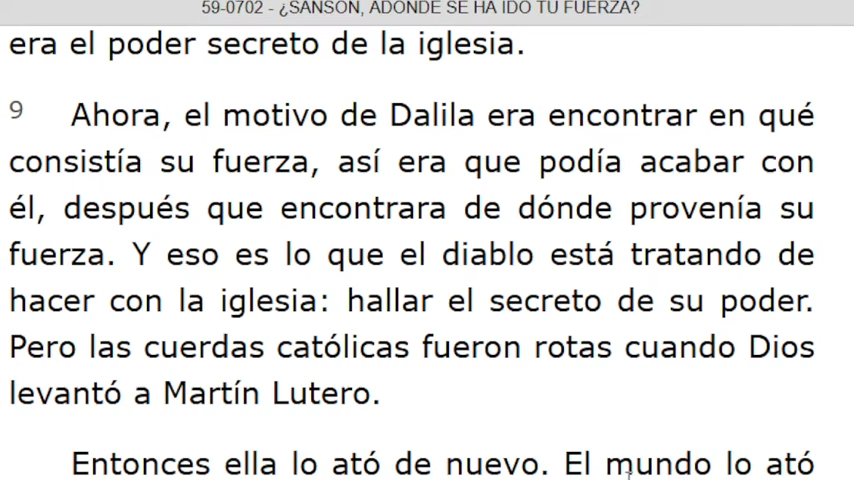 59-0702 - ¿SANSÓN, ADÓNDE SE HA IDO TU FUERZA?
era el poder secreto de la iglesia.
9 Ahora, el motivo de Dalila era encontrar en qué
consistía su fuerza, así era que podía acabar con
él, después que encontrara de dónde provenía su
fuerza. Y eso es lo que el diablo está tratando de
hacer con la iglesia: hallar el secreto de su poder.
Pero las cuerdas católicas fueron rotas cuando Dios
levantó a Martín Lutero.
Entonces ella lo ató de nuevo. El mundo lo ató